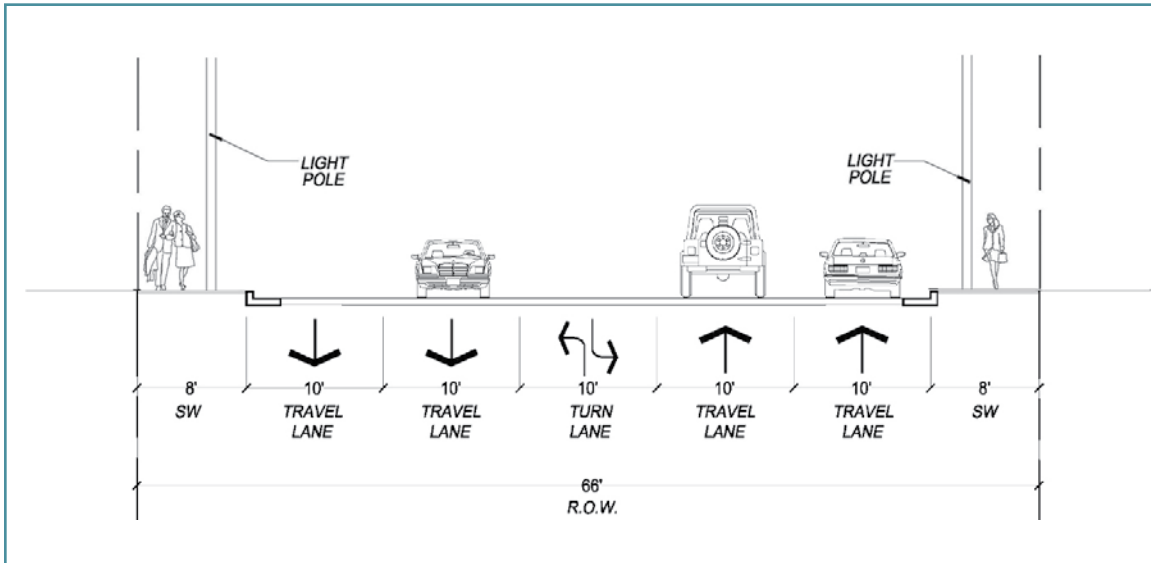 LIGHT
POLE
LIGHT
POLE
8' 10' 10' 10' 10' 10' 8'
SW TRAVEL TRAVEL TURN TRAVEL TRAVEL SW
LANE LANE LANE LANE LANE
66'
R.O.W.